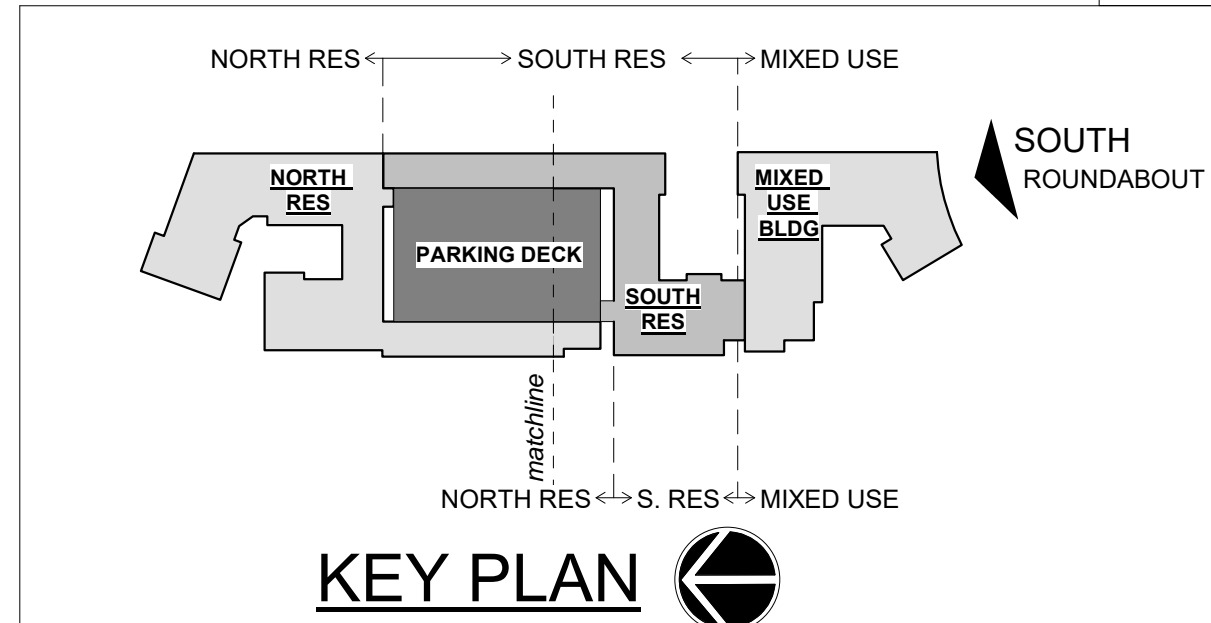 NORTH RES SOUTH RES MIXED USE
SOUTH
ROUNDABOUT
NORTH
RES
MIXED
USE
BLDG
PARKING DECK
SOUTH
RES
matchline
NORTH RES S. RES MIXED USE
KEY PLAN